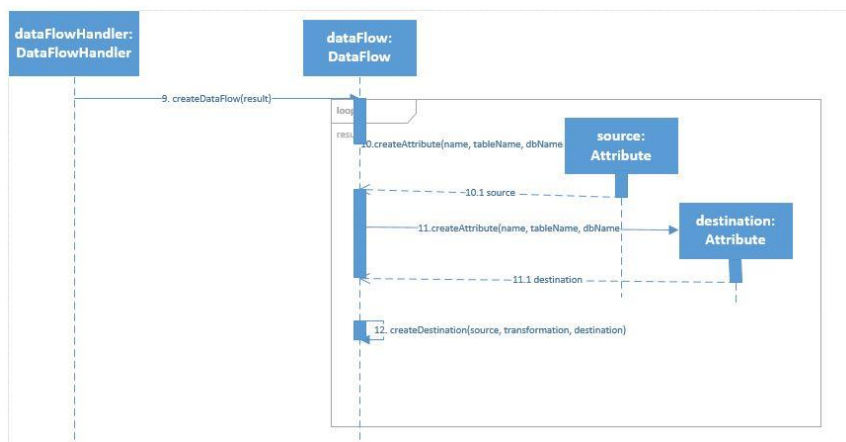 dataFlowHandler:
DataFlowHandler
dataFlow:
DataFlow
9. createDataFlow(result)
loop
10.createAttribute(name, tableName, dbName
source:
Attribute
10.1 source
11.createAttribute(name, tableName, dbName
destination:
Attribute
11.1 destination
12. createDestination(source, transformation, destination)